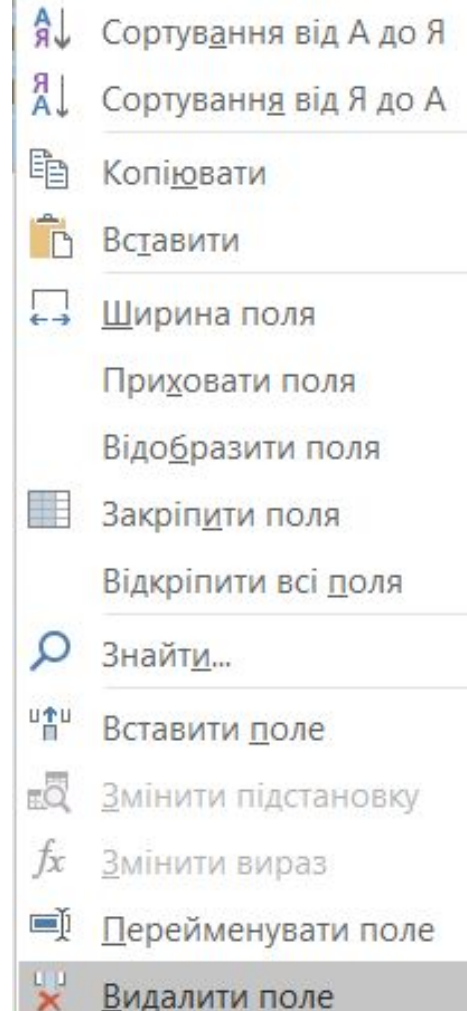 Сортування від А до Я
Сортування від Я до А
Копіювати
Вставити
Ширина поля
Приховати поля
Відобразити поля
Закріпити поля
Відкріпити всі поля
Знайти...
Вставити поле
Змінити підстановку
fx Змінити вираз
Перейменувати поле
Видалити поле